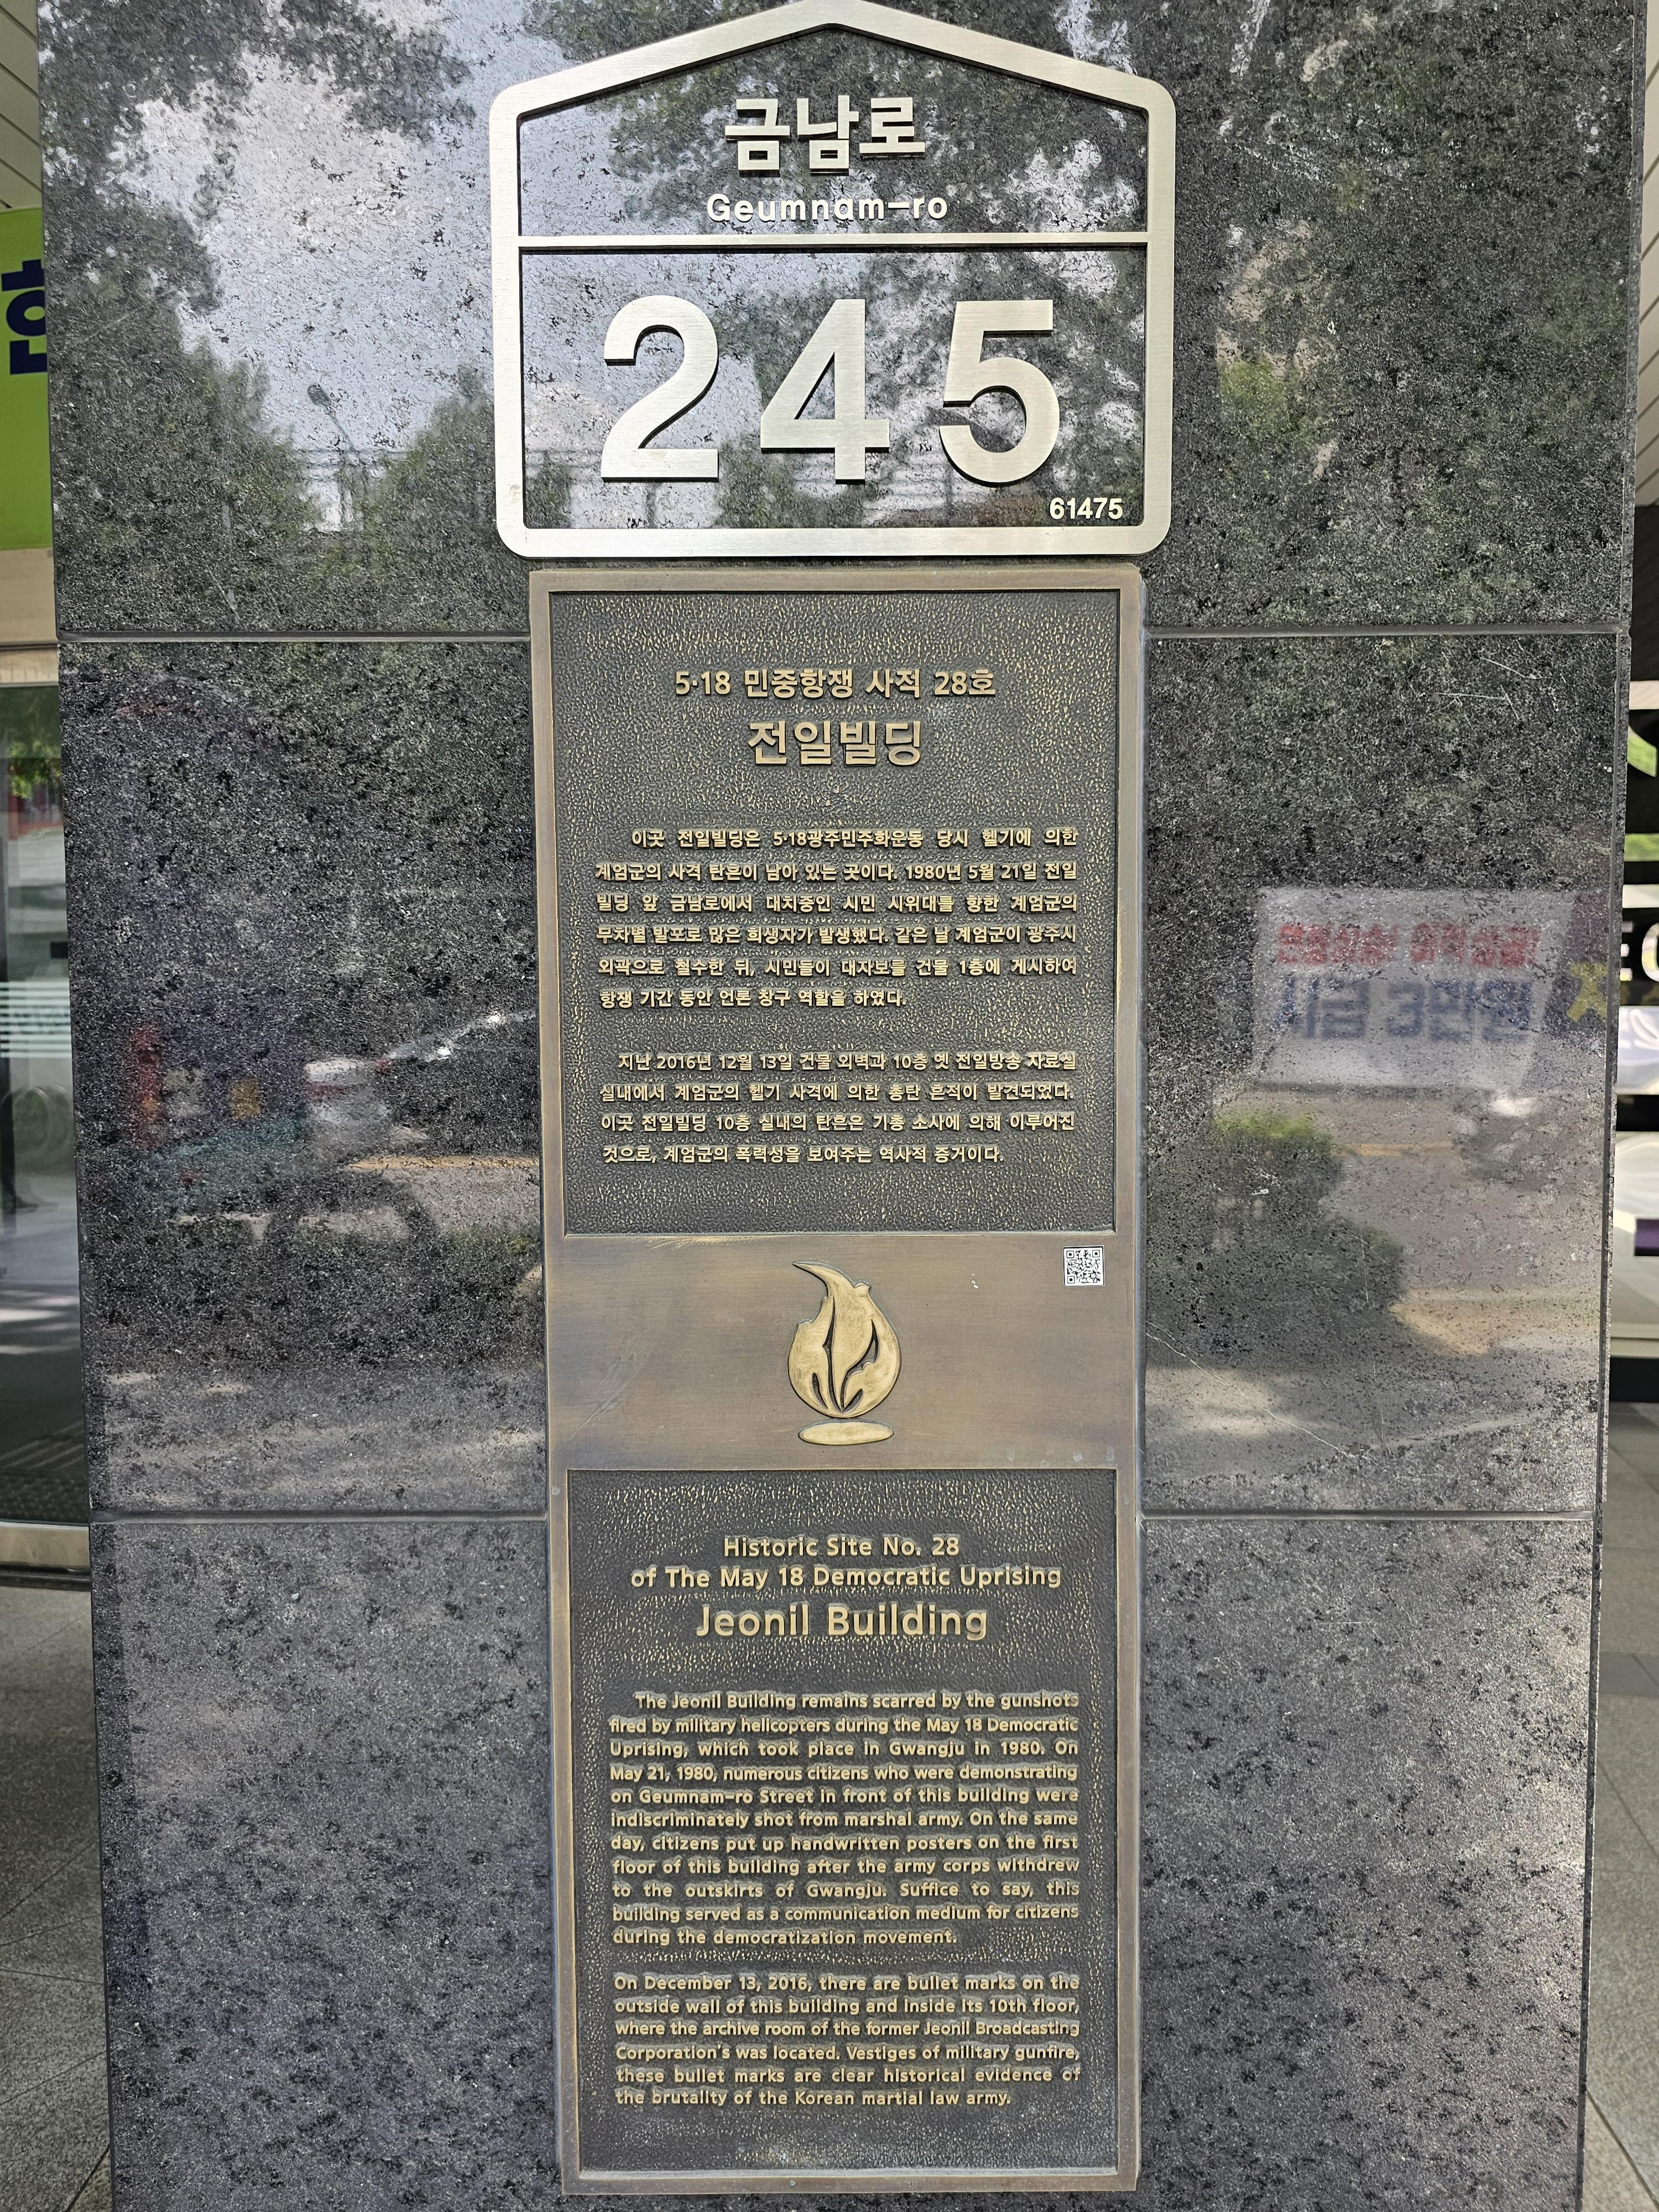 금남로
Geumnam-ro
245
61475
5·18 민중항쟁 사적 28호
전일빌딩
이곳 전일빌딩은 5·18광주민주화운동 당시 헬기에 의한
계엄군의 사격 탄흔이 남아 있는 곳이다. 1980년 5월 21일 전일
빌딩 앞 금남로에서 대치중인 시민 시위대를 향한 계엄군의
무차별 발포로 많은 희생자가 발생했다. 같은 날 계엄군이 광주시
외곽으로 철수한 뒤, 시민들이 대자보를 건물 1층에 게시하여
항쟁 기간 동안 언론 창구 역할을 하였다.
지난 2016년 12월 13일 건물 외벽과 10층 옛 전일방송 자료실
실내에서 계엄군의 헬기 사격에 의한 총탄 흔적이 발견되었다.
이곳 전일빌딩 10층 실내의 탄흔은 기총 소사에 의해 이루어진
것으로, 계엄군의 폭력성을 보여주는 역사적 증거이다.
Historic Site No. 28
of The May 18 Democratic Uprising
Jeonil Building
The Jeonil Building remains scarred by the gunshots
fired by military helicopters during the May 18 Democratic
Uprising, which took place in Gwangju in 1980. On
May 21, 1980, numerous citizens who were demonstrating
on Geumnam-ro Street in front of this building were
indiscriminately shot from marshal army. On the same
day, citizens put up handwritten posters on the first
floor of this building after the army corps withdrew
to the outskirts of Gwangju. Suffice to say, this
building served as a communication medium for citizens
during the democratization movement.
On December 13, 2016, there are bullet marks on the
outside wall of this building and inside its 10th floor,
where the archive room of the former Jeonil Broadcasting
Corporation's was located. Vestiges of military gunfire,
these bullet marks are clear historical evidence of
the brutality of the Korean martial law army.